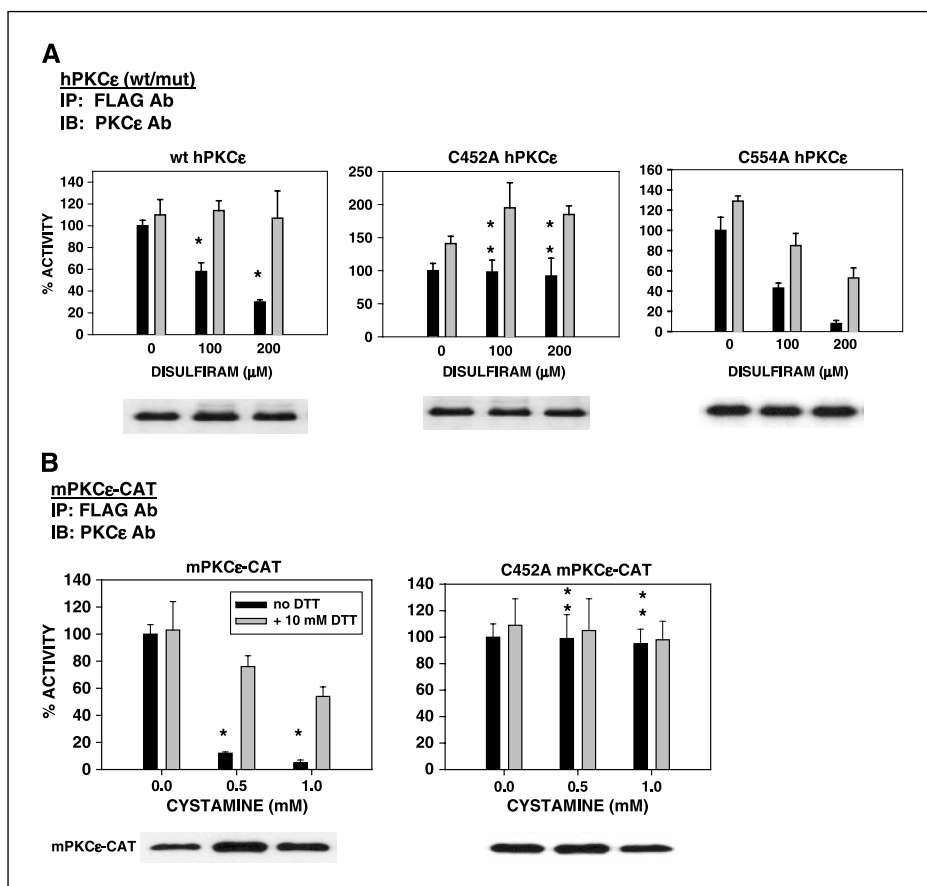 A
hPKCε (wt/mut)
IP: FLAG Ab
IB: PKCε Ab
wt hPKCε
C452A hPKCε
C554A hPKCε
% ACTIVITY
140
120
100
80
60
40
20
0
*
*
0 100 200
DISULFIRAM (μM)
250
200
150
100
50
0
* *
* *
0 100 200
DISULFIRAM (μM)
160
140
120
100
80
60
40
20
0
0 100 200
DISULFIRAM (μM)
B
mPKCε-CAT
IP: FLAG Ab
IB: PKCε Ab
mPKCε-CAT
C452A mPKCε-CAT
% ACTIVITY
140
120
100
80
60
40
20
0
no DTT
+ 10 mM DTT
* *
0.0 0.5 1.0
CYSTAMINE (mM)
140
120
100
80
60
40
20
0
* *
* *
0.0 0.5 1.0
CYSTAMINE (mM)
mPKCε-CAT